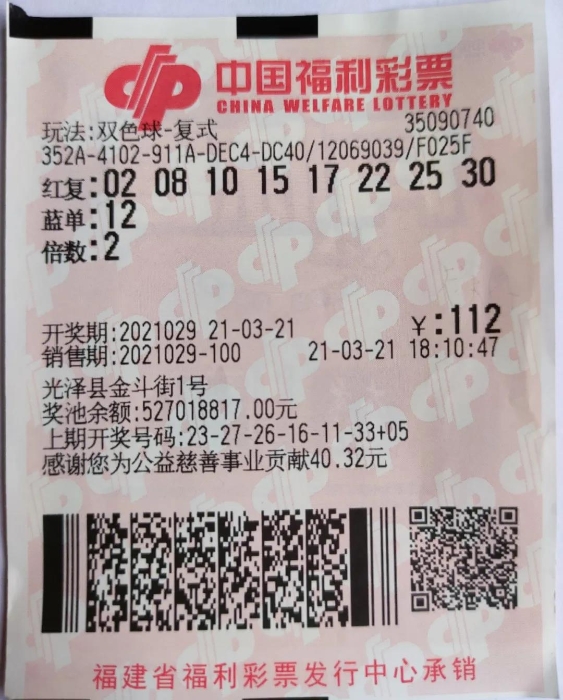 中国福利彩票
CHINA WELFARE LOTTERY
玩法:双色球-复式 35090740
352A-4102-911A-DEC4-DC40/12069039/F025F
红复:02 08 10 15 17 22 25 30
蓝单:12
倍数:2
开奖期:2021029 21-03-21 ￥:112
销售期:2021029-100 21-03-21 18:10:47
光泽县金斗街1号
奖池余额:527018817.00元
上期开奖号码:23-27-26-16-11-33+05
感谢您为公益慈善事业贡献40.32元
福建省福利彩票发行中心承销